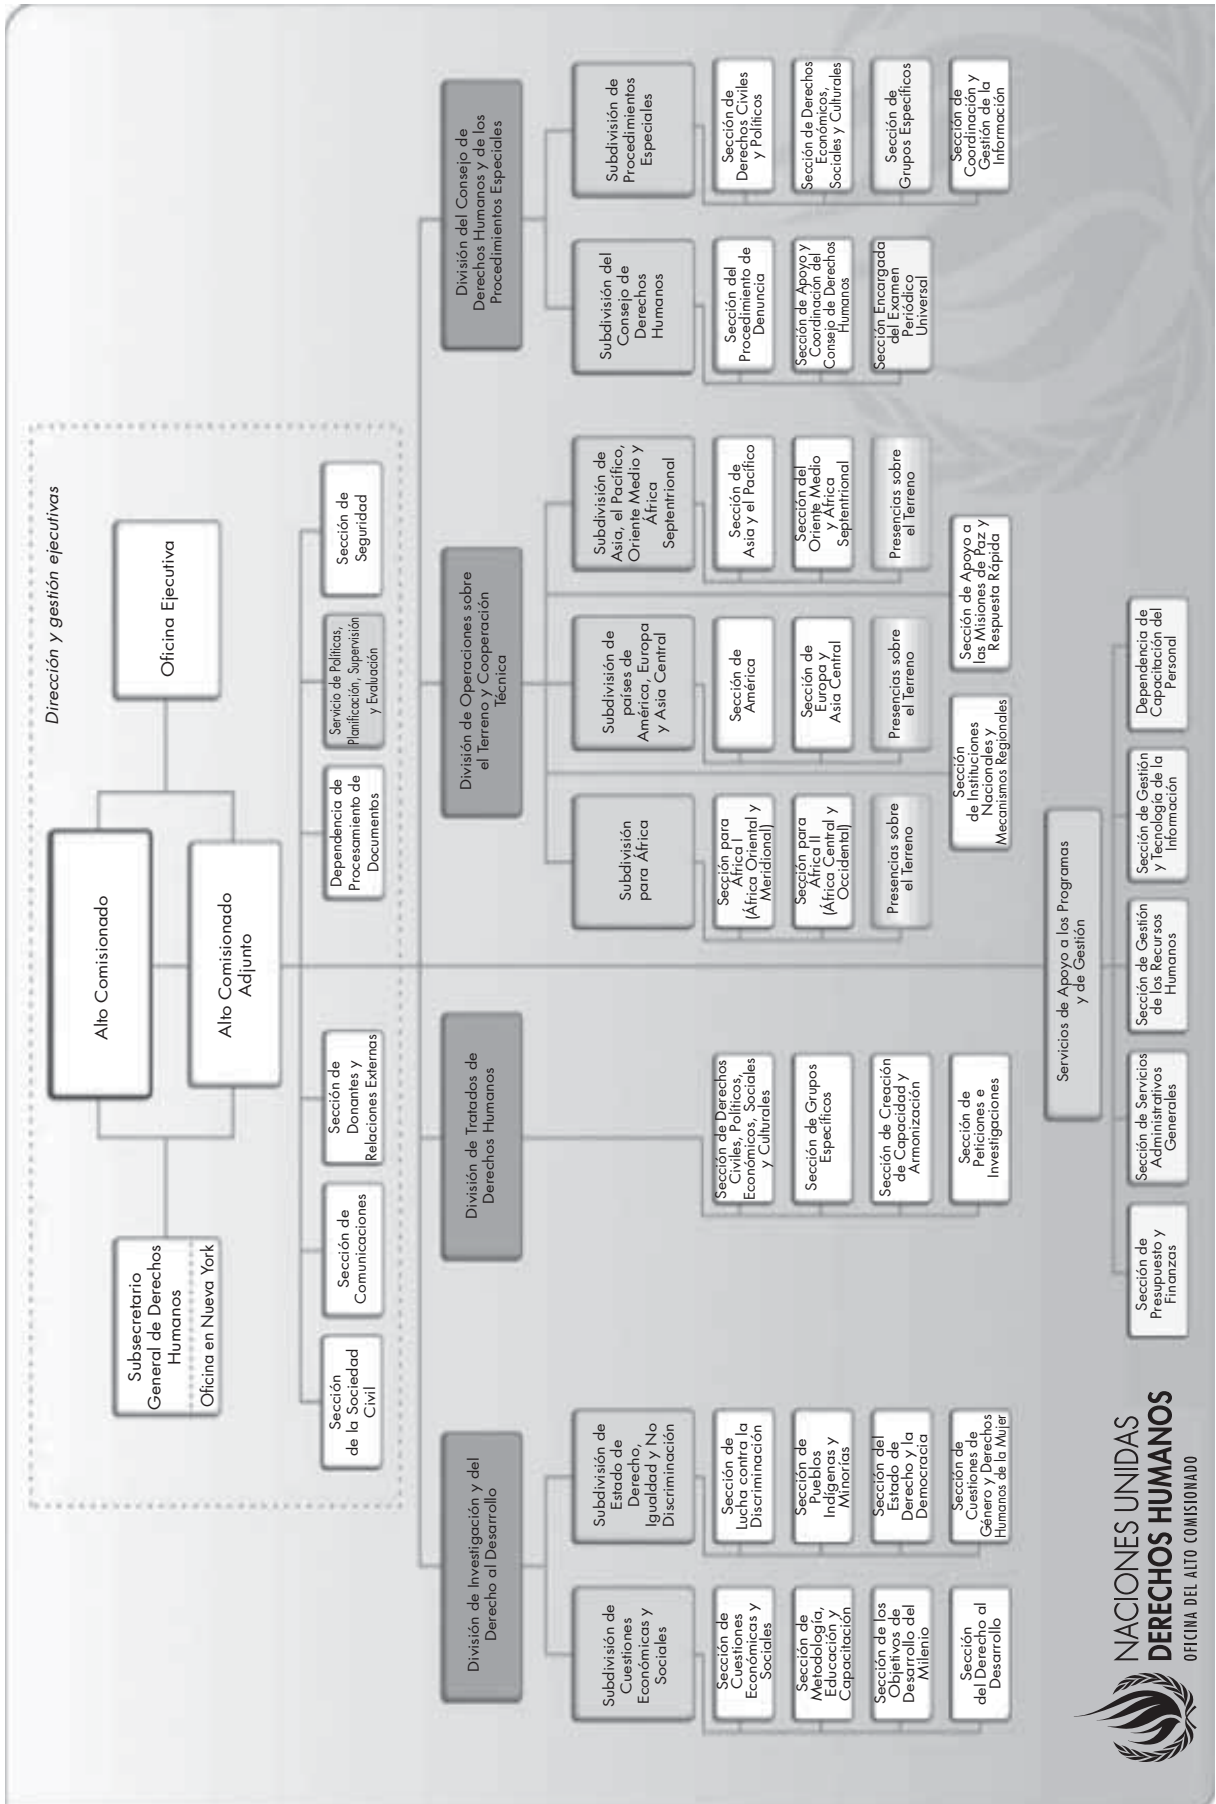 Dirección y gestión ejecutivas
Alto Comisionado
Subsecretario
General de Derechos
Humanos
Oficina en Nueva York
Oficina Ejecutiva
Alto Comisionado
Adjunto
Sección
de la Sociedad
Civil
Sección de
Comunicaciones
Sección de
Donantes y
Relaciones Externas
Dependencia de
Procesamiento de
Documentos
Servicio de Políticas,
Planificación, Supervisión
y Evaluación
Sección de
Seguridad
División de Investigación y del
Derecho al Desarrollo
División de Tratados de
Derechos Humanos
División de Operaciones sobre
el Terreno y Cooperación
Técnica
División del Consejo de
Derechos Humanos y de los
Procedimientos Especiales
Subdivisión de
Cuestiones
Económicas y
Sociales
Sección de
Cuestiones
Económicas y
Sociales
Sección de
Metodología,
Educación y
Capacitación
Sección de los
Objetivos de
Desarrollo del
Milenio
Sección
del Derecho al
Desarrollo
Subdivisión de
Estado de
Derecho,
Igualdad y No
Discriminación
Sección de
Lucha contra la
Discriminación
Sección de
Pueblos
Indígenas y
Minorías
Sección del
Estado de
Derecho y la
Democracia
Sección de
Cuestiones de
Género y Derechos
Humanos de la Mujer
Sección de Derechos
Civiles, Políticos,
Económicos, Sociales
y Culturales
Sección de Grupos
Específicos
Sección de Creación
de Capacidad y
Armonización
Sección de
Peticiones e
Investigaciones
Subdivisión
para África
Sección para
África I
(África Oriental y
Meridional)
Sección para
África II
(África Central y
Occidental)
Presencias sobre
el Terreno
Subdivisión de
países de
América, Europa
y Asia Central
Sección de
América
Sección de
Europa y
Asia Central
Presencias sobre
el Terreno
Subdivisión de
Asia, el Pacífico,
Oriente Medio y
África
Septentrional
Sección de
Asia y el Pacífico
Sección del
Oriente Medio
y África
Septentrional
Presencias sobre
el Terreno
Sección
de Instituciones
Nacionales y
Mecanismos Regionales
Sección de Apoyo a
las Misiones de Paz y
Respuesta Rápida
Subdivisión del
Consejo de
Derechos
Humanos
Sección del
Procedimiento de
Denuncia
Sección de Apoyo y
Coordinación del
Consejo de Derechos
Humanos
Sección Encargada
del Examen
Periódico
Universal
Subdivisión de
Procedimientos
Especiales
Sección de
Derechos Civiles
y Políticos
Sección de Derechos
Económicos,
Sociales y Culturales
Sección de
Grupos Específicos
Sección de
Coordinación y
Gestión de la
Información
Servicios de Apoyo a los Programas
y de Gestión
Sección de
Presupuesto y
Finanzas
Sección de Servicios
Administrativos
Generales
Sección de Gestión
de los Recursos
Humanos
Sección de Gestión
y Tecnología de la
Información
Dependencia de
Capacitación del
Personal
NACIONES UNIDAS
DERECHOS HUMANOS
OFICINA DEL ALTO COMISIONADO